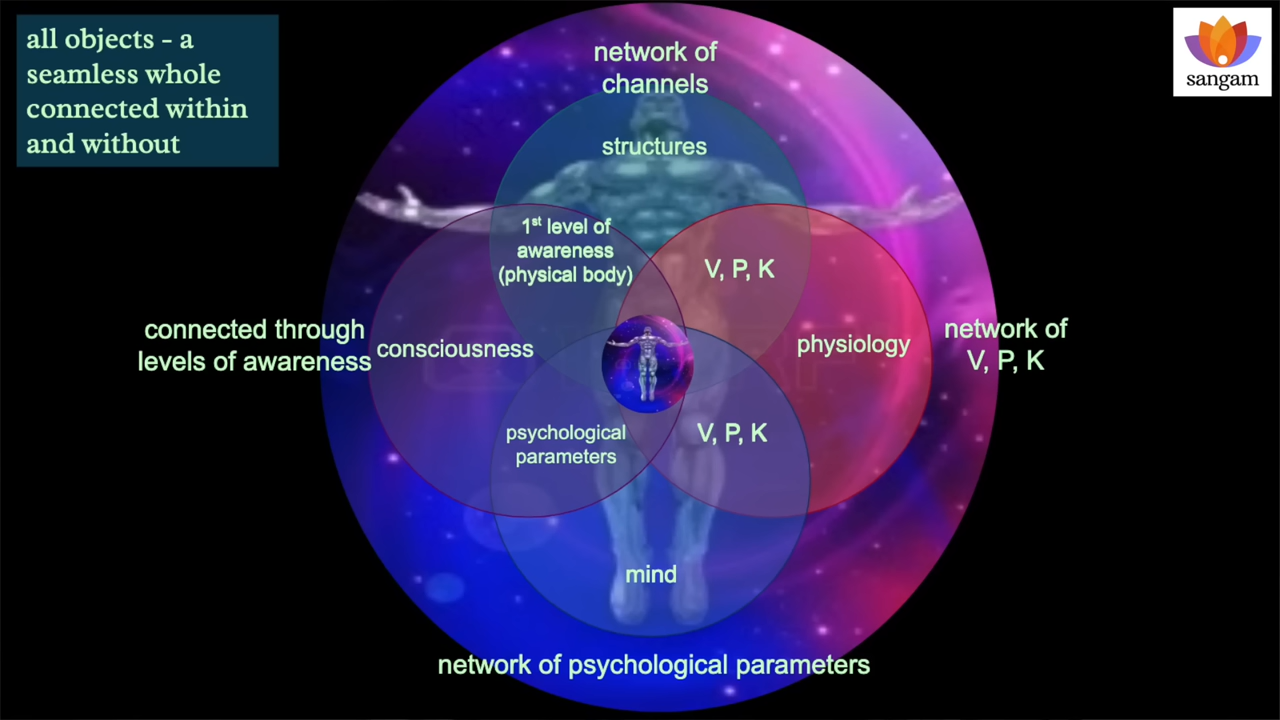 all objects - a
seamless whole
connected within
and without
sangam
network of
channels
structures
1st level of
awareness
(physical body)
V, P, K
connected through
levels of awareness
consciousness
physiology
network of
V, P, K
psychological
parameters
V, P, K
mind
network of psychological parameters